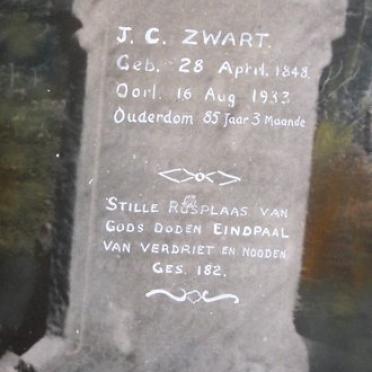 J. C. ZWART.
Geb. 28 April. 1848.
Oorl. 16 Aug 1933.
Ouderdom 85 Jaar 3 Maande
STILLE RUSPLAAS VAN
GODS DODEN EINDPAAL
VAN VERDRIET EN NOODEN
GES. 182.